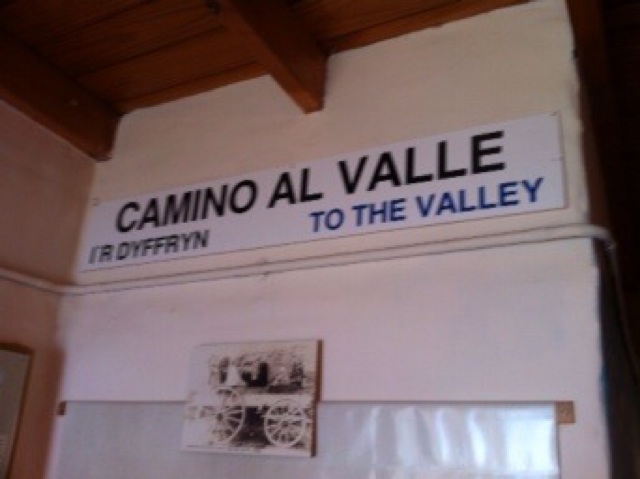 CAMINO AL VALLE
I'R DYFFRYN
TO THE VALLEY